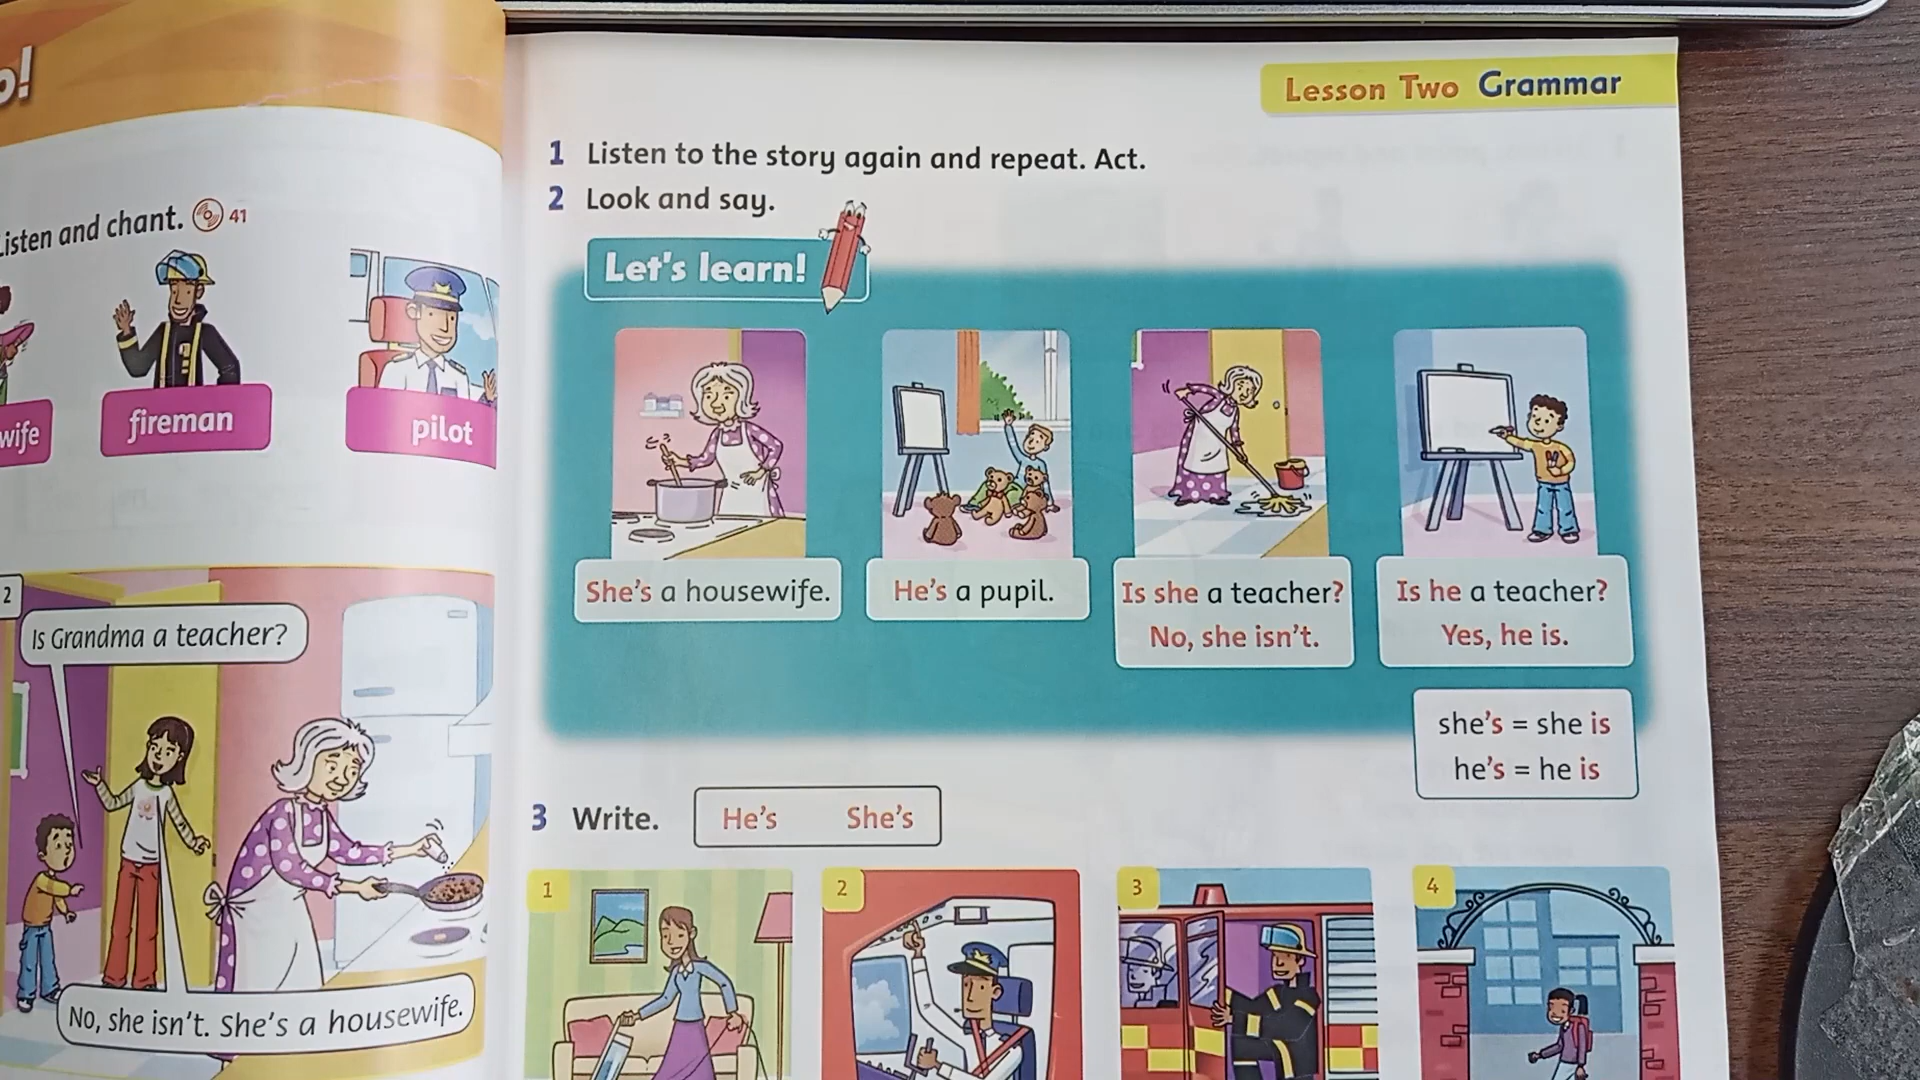 o!
Listen and chant. 41
wife
fireman
pilot
2
Is Grandma a teacher?
No, she isn't. She's a housewife.
Lesson Two Grammar
1 Listen to the story again and repeat. Act.
2 Look and say.
Let's learn!
She's a housewife.
He's a pupil.
Is she a teacher?
No, she isn't.
Is he a teacher?
Yes, he is.
she's = she is
he's = he is
3 Write. He's She's
1
2
3
4